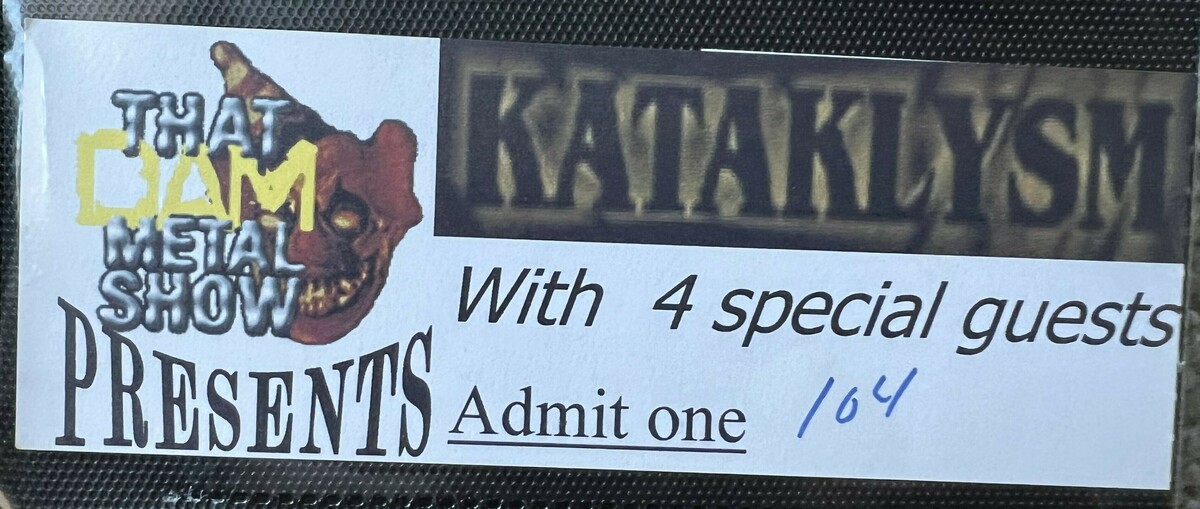 THAT
DAM
METAL
SHOW
PRESENTS
KATAKLYSM
With 4 special guests
Admit one 104